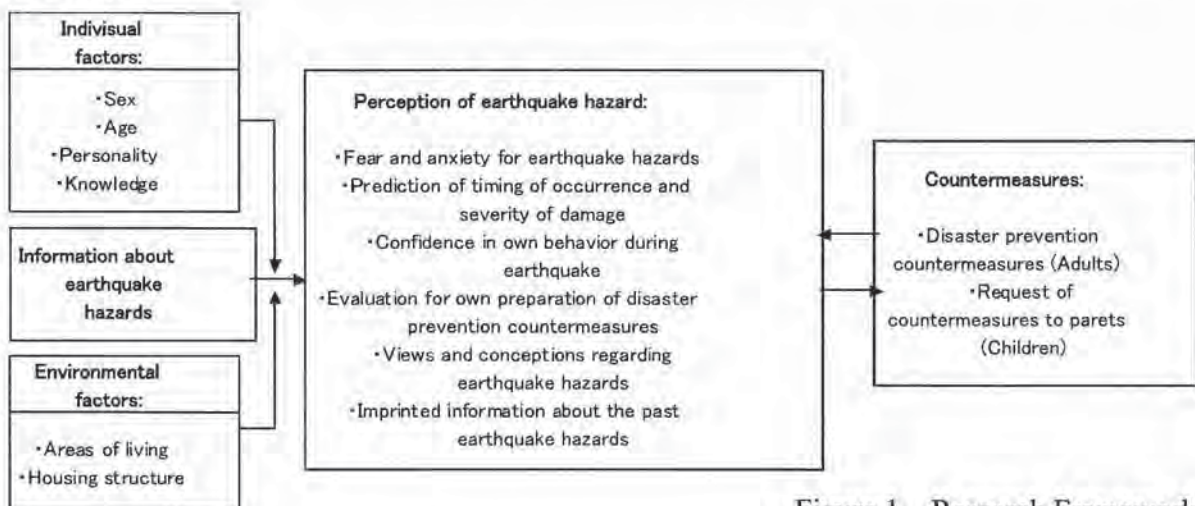 Indivisual
factors:
・Sex
・Age
・Personality
・Knowledge
Information about
earthquake
hazards
Environmental
factors:
・Areas of living
・Housing structure
Perception of earthquake hazard:
・Fear and anxiety for earthquake hazards
・Prediction of timing of occurrence and
severity of damage
・Confidence in own behavior during
earthquake
・Evaluation for own preparation of disaster
prevention countermeasures
・Views and conceptions regarding
earthquake hazards
・Imprinted information about the past
earthquake hazards
Countermeasures:
・Disaster prevention
countermeasures (Adults)
・Request of
countermeasures to parets
(Children)
Figure 1